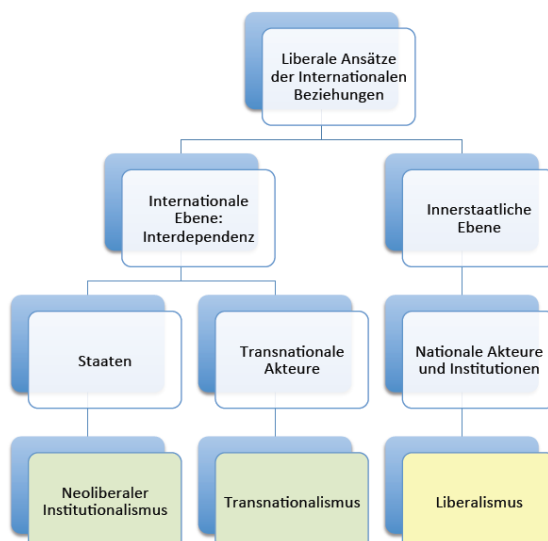 Liberale Ansätze
der Internationalen
Beziehungen
Internationale
Ebene:
Interdependenz
Innerstaatliche
Ebene
Staaten
Transnationale
Akteure
Nationale Akteure
und Institutionen
Neoliberaler
Institutionalismus
Transnationalismus
Liberalismus